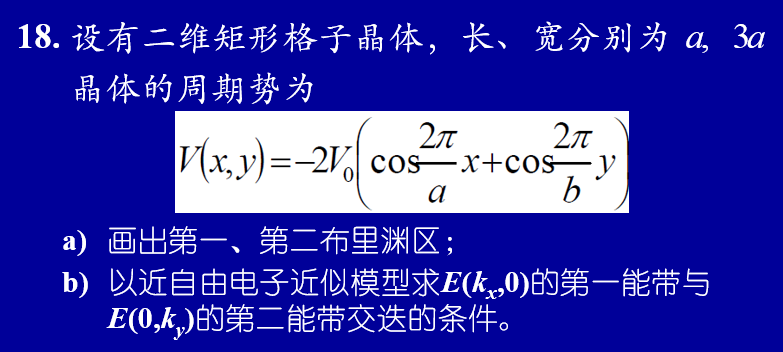 18. 设有二维矩形格子晶体，长、宽分别为 a, 3a
晶体的周期势为
V(x,y)=-2V₀(cos 2π/a x+cos 2π/b y)
a) 画出第一、第二布里渊区；
b) 以近自由电子近似模型求E(kₓ,0)的第一能带与
E(0,k_y)的第二能带交迭的条件。